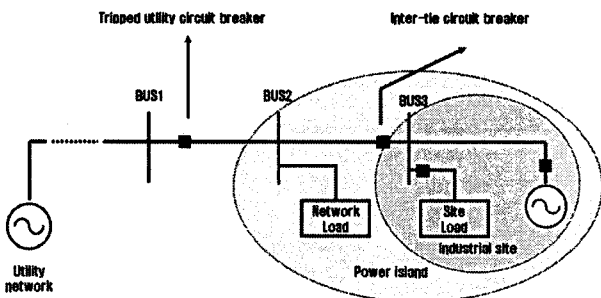 Tripped utility circuit breaker
Inter-tie circuit breaker
BUS1
BUS2
BUS3
Network
Load
Site
Load
Industrial site
Utility
network
Power island